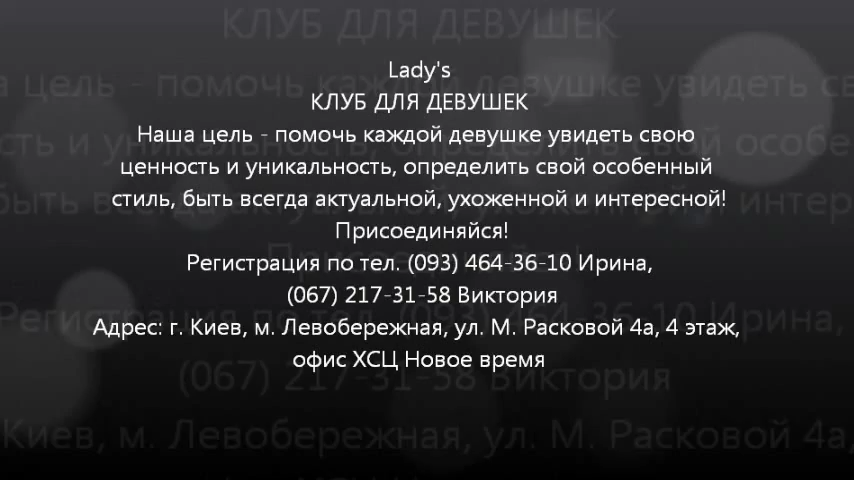 Lady's
КЛУБ ДЛЯ ДЕВУШЕК
Наша цель - помочь каждой девушке увидеть свою
ценность и уникальность, определить свой особенный
стиль, быть всегда актуальной, ухоженной и интересной!
Присоединяйся!
Регистрация по тел. (093) 464-36-10 Ирина,
(067) 217-31-58 Виктория
Адрес: г. Киев, м. Левобережная, ул. М. Расковой 4а, 4 этаж,
офис ХСЦ Новое время